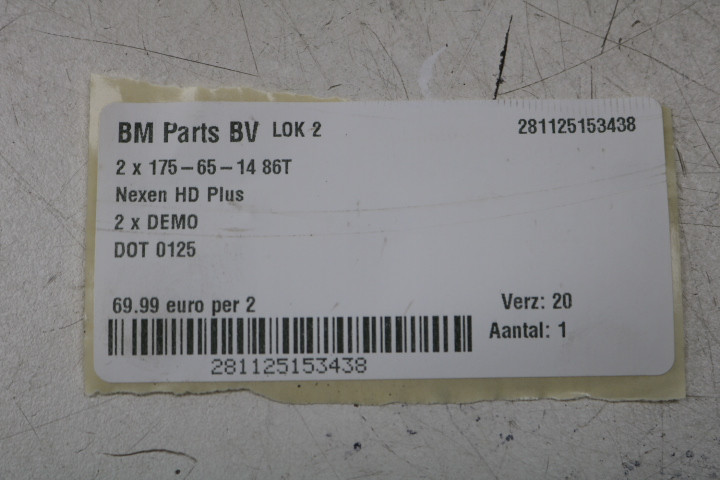 BM Parts BV LOK 2 281125153438
2 x 175-65-14 86T
Nexen HD Plus
2 x DEMO
DOT 0125
69.99 euro per 2 Verz: 20
Aantal: 1
281125153438